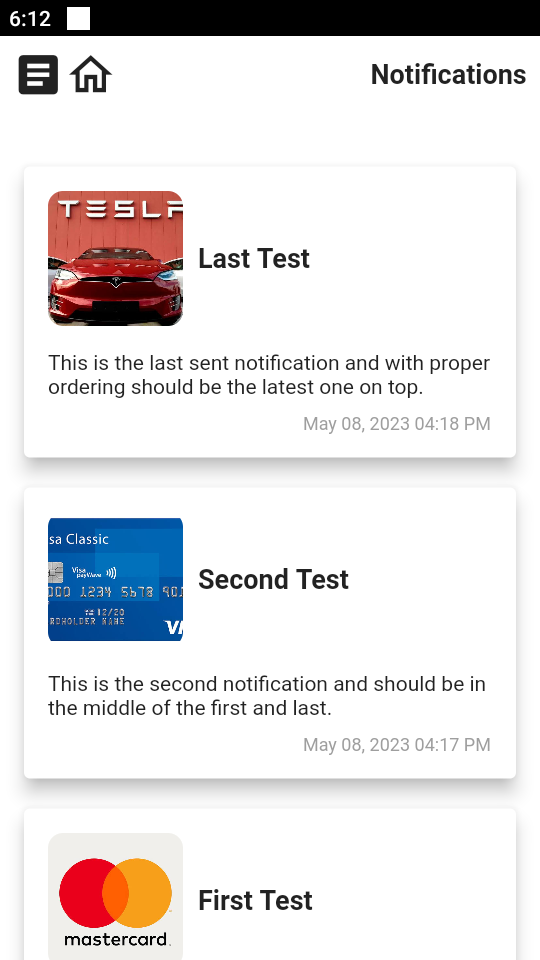 6:12
Notifications
TESLA
Last Test
This is the last sent notification and with proper
ordering should be the latest one on top.
May 08, 2023 04:18 PM
sa Classic
Visa
payWave
000 1234 5678 901
12/20
RDHOLDER NAME
VI
Second Test
This is the second notification and should be in
the middle of the first and last.
May 08, 2023 04:17 PM
First Test
mastercard.